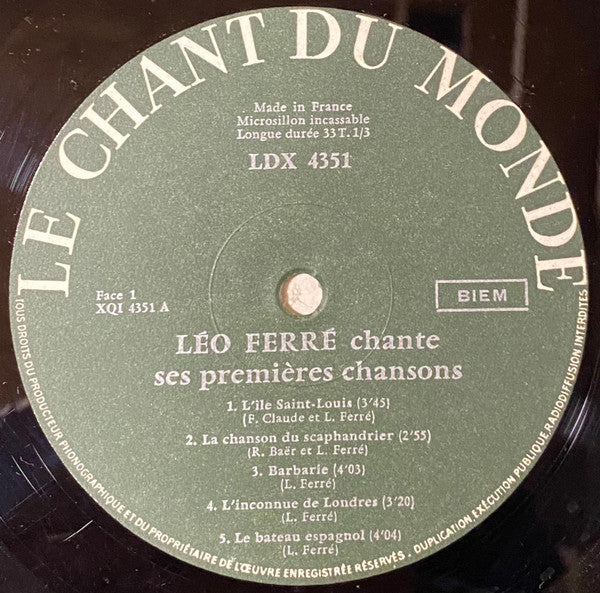 LE CHANT DU MONDE
Made in France
Microsillon incassable
Longue durée 33 T. 1/3
LDX 4351
Face 1
XQI 4351 A
BIEM
LÉO FERRÉ chante
ses premières chansons
1. L'île Saint-Louis (3'45)
(F. Claude et L. Ferré)
2. La chanson du scaphandrier (2'55)
(R. Baër et L. Ferré)
3. Barbarie (4'03)
(L. Ferré)
4. L'inconnue de Londres (3'20)
(L. Ferré)
5. Le bateau espagnol (4'04)
(L. Ferré)
TOUS DROITS DU PRODUCTEUR PHONOGRAPHIQUE ET DU PROPRIÉTAIRE DE L'ŒUVRE ENREGISTRÉE RÉSERVÉS. DUPLICATION, EXÉCUTION PUBLIQUE, RADIODIFFUSION INTERDITES